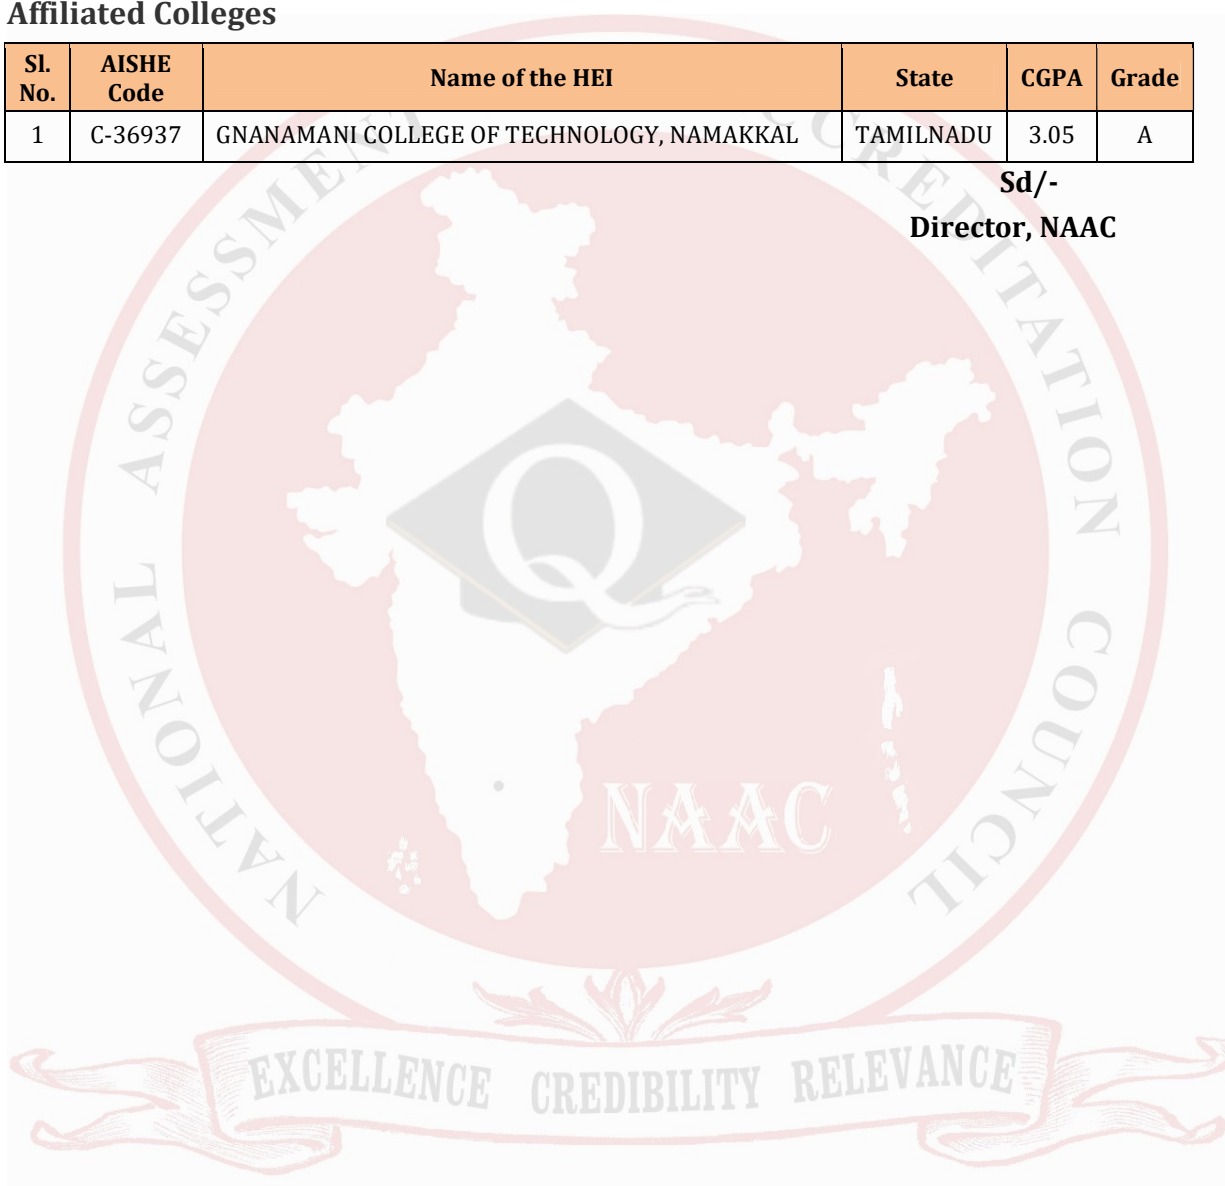 Affiliated Colleges
Sl. No. AISHE Code Name of the HEI State CGPA Grade
1 C-36937 GNANAMANI COLLEGE OF TECHNOLOGY, NAMAKKAL TAMILNADU 3.05 A
Sd/-
Director, NAAC
NATIONAL ASSESSMENT ACCREDITATION COUNCIL
NAAC
EXCELLENCE CREDIBILITY RELEVANCE